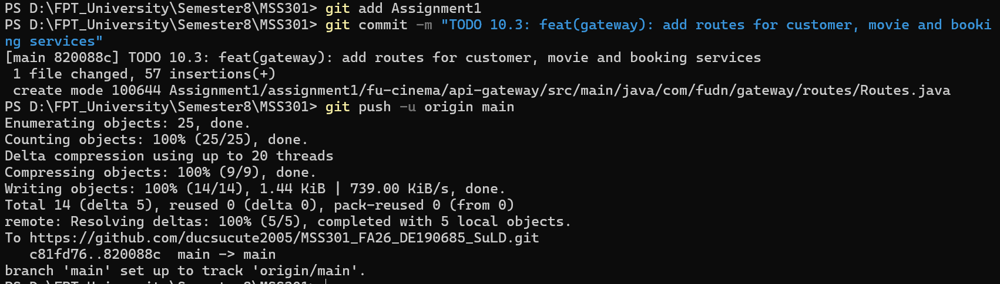 PS D:\FPT_University\Semester8\MSS301> git add Assignment1
PS D:\FPT_University\Semester8\MSS301> git commit -m "TODO 10.3: feat(gateway): add routes for customer, movie and booki
ng services"
[main 820088c] TODO 10.3: feat(gateway): add routes for customer, movie and booking services
 1 file changed, 57 insertions(+)
 create mode 100644 Assignment1/assignment1/fu-cinema/api-gateway/src/main/java/com/fudn/gateway/routes/Routes.java
PS D:\FPT_University\Semester8\MSS301> git push -u origin main
Enumerating objects: 25, done.
Counting objects: 100% (25/25), done.
Delta compression using up to 20 threads
Compressing objects: 100% (9/9), done.
Writing objects: 100% (14/14), 1.44 KiB | 739.00 KiB/s, done.
Total 14 (delta 5), reused 0 (delta 0), pack-reused 0 (from 0)
remote: Resolving deltas: 100% (5/5), completed with 5 local objects.
To https://github.com/ducsucute2005/MSS301_FA26_DE190685_SuLD.git
   c81fd76..820088c  main -> main
branch 'main' set up to track 'origin/main'.
PS D:\FPT_University\Semester8\MSS301>